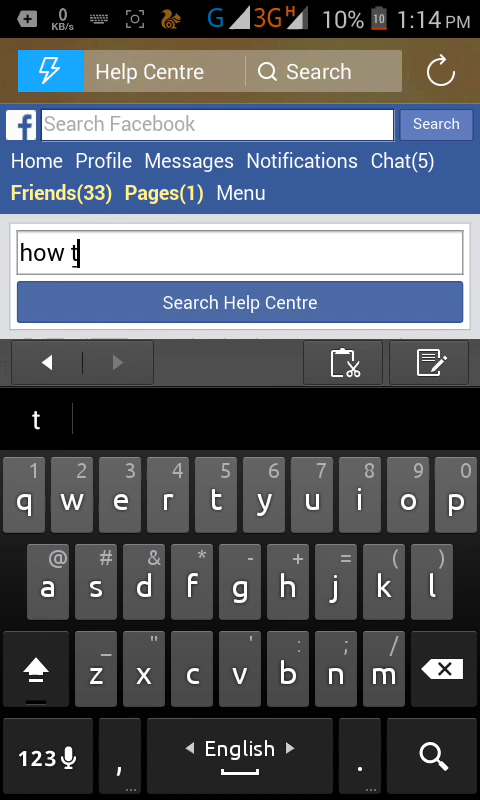 0 KB/s G 3G H 10% 10 1:14 PM
Help Centre Search
f Search Facebook Search
Home Profile Messages Notifications Chat(5)
Friends(33) Pages(1) Menu
how t
Search Help Centre
t
1 2 3 4 5 6 7 8 9 0
q w e r t y u i o p
@ # & * - + = ( )
a s d f g h j k l
_ " ' : ; /
z x c v b n m
123 , English .